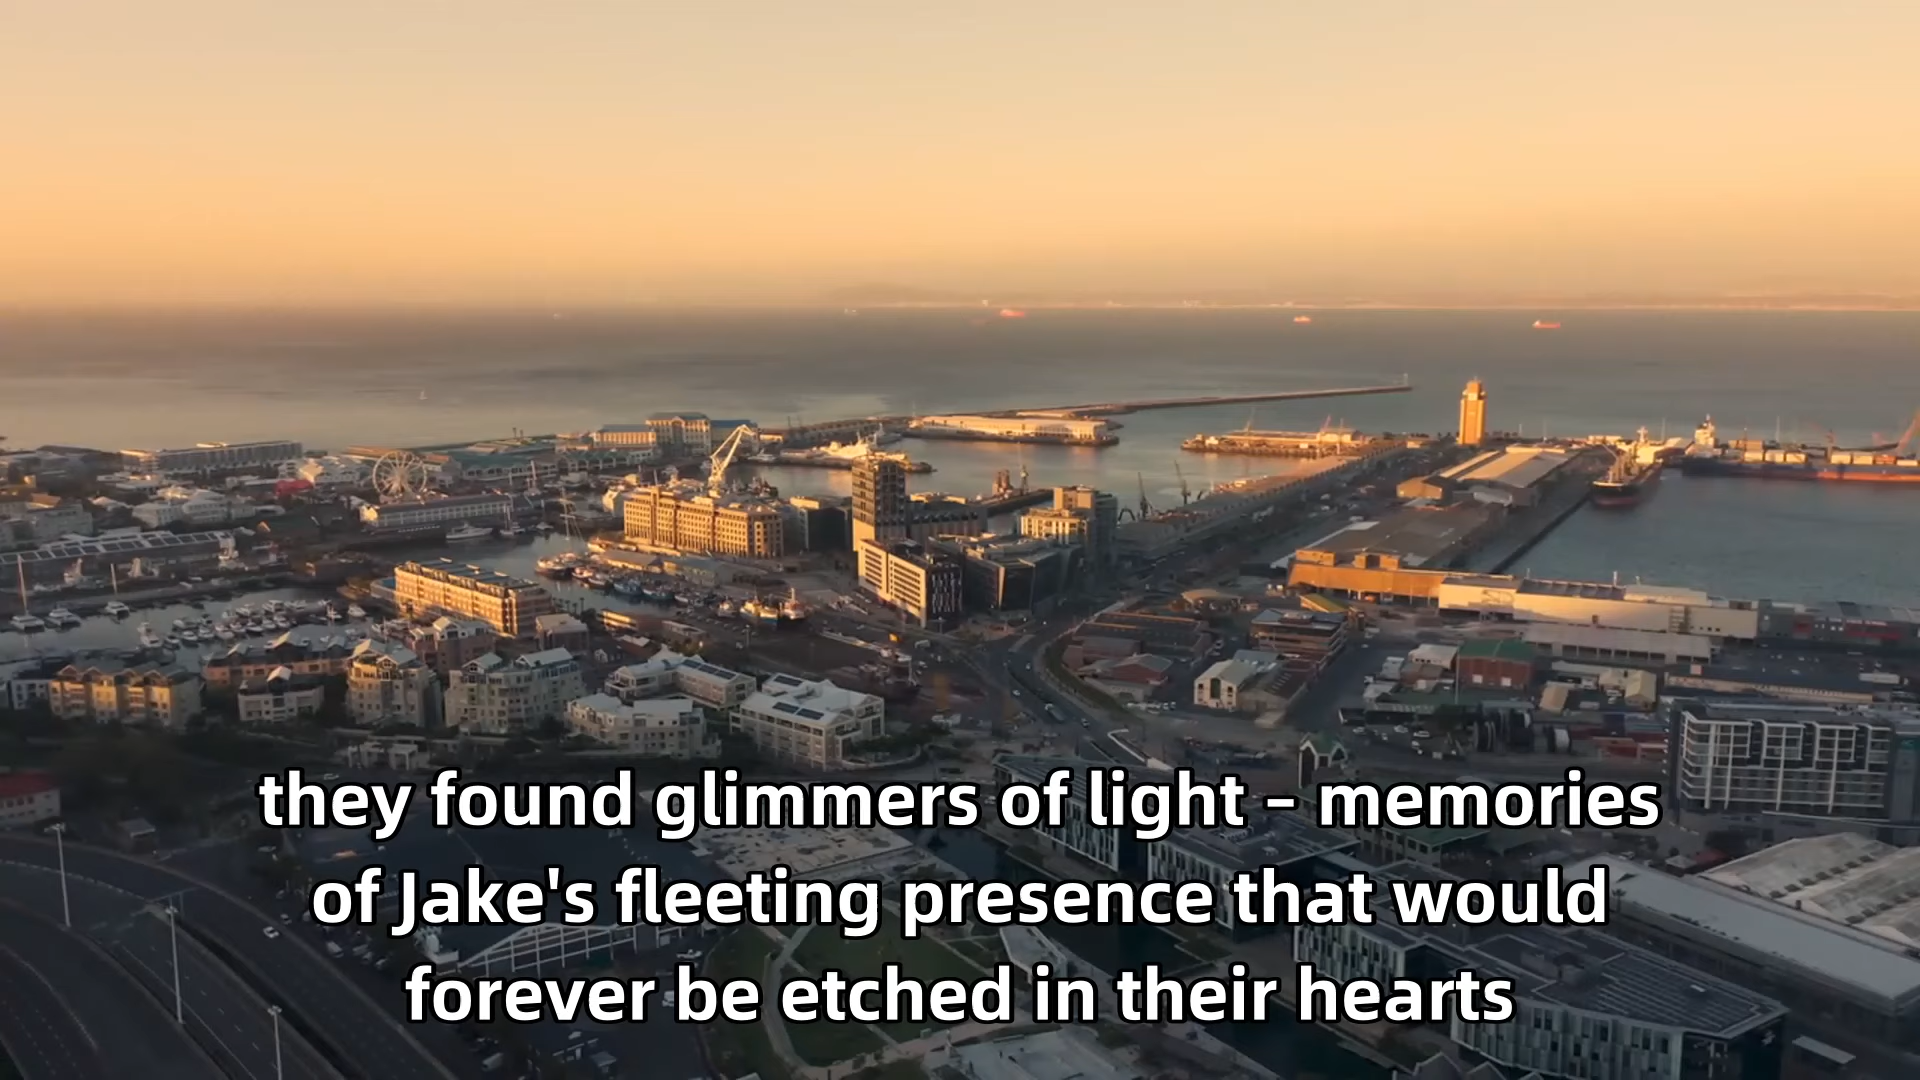 they found glimmers of light – memories
of Jake's fleeting presence that would
forever be etched in their hearts